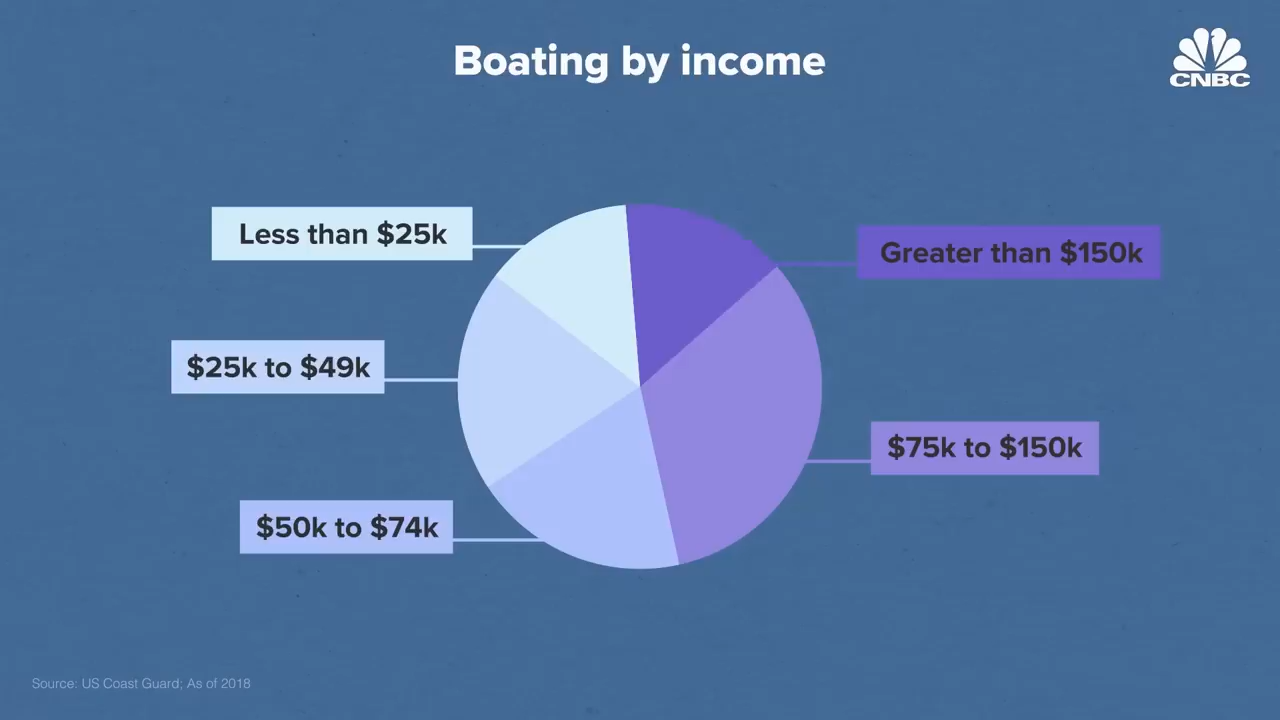 Boating by income
CNBC
Less than $25k
Greater than $150k
$25k to $49k
$75k to $150k
$50k to $74k
Source: US Coast Guard; As of 2018